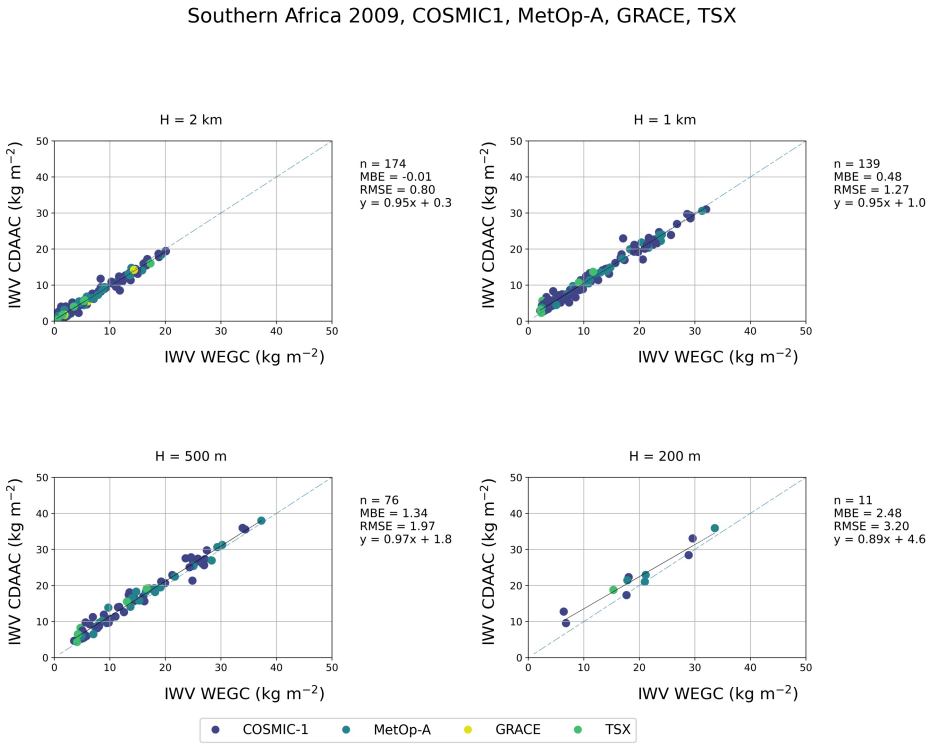 Southern Africa 2009, COSMIC1, MetOp-A, GRACE, TSX
H = 2 km
IWV CDAAC (kg m⁻²)
50
40
30
20
10
0
0 10 20 30 40 50
IWV WEGC (kg m⁻²)
n = 174
MBE = -0.01
RMSE = 0.80
y = 0.95x + 0.3
H = 1 km
IWV CDAAC (kg m⁻²)
50
40
30
20
10
0
0 10 20 30 40 50
IWV WEGC (kg m⁻²)
n = 139
MBE = 0.48
RMSE = 1.27
y = 0.95x + 1.0
H = 500 m
IWV CDAAC (kg m⁻²)
50
40
30
20
10
0
0 10 20 30 40 50
IWV WEGC (kg m⁻²)
n = 76
MBE = 1.34
RMSE = 1.97
y = 0.97x + 1.8
H = 200 m
IWV CDAAC (kg m⁻²)
50
40
30
20
10
0
0 10 20 30 40 50
IWV WEGC (kg m⁻²)
n = 11
MBE = 2.48
RMSE = 3.20
y = 0.89x + 4.6
COSMIC-1 MetOp-A GRACE TSX